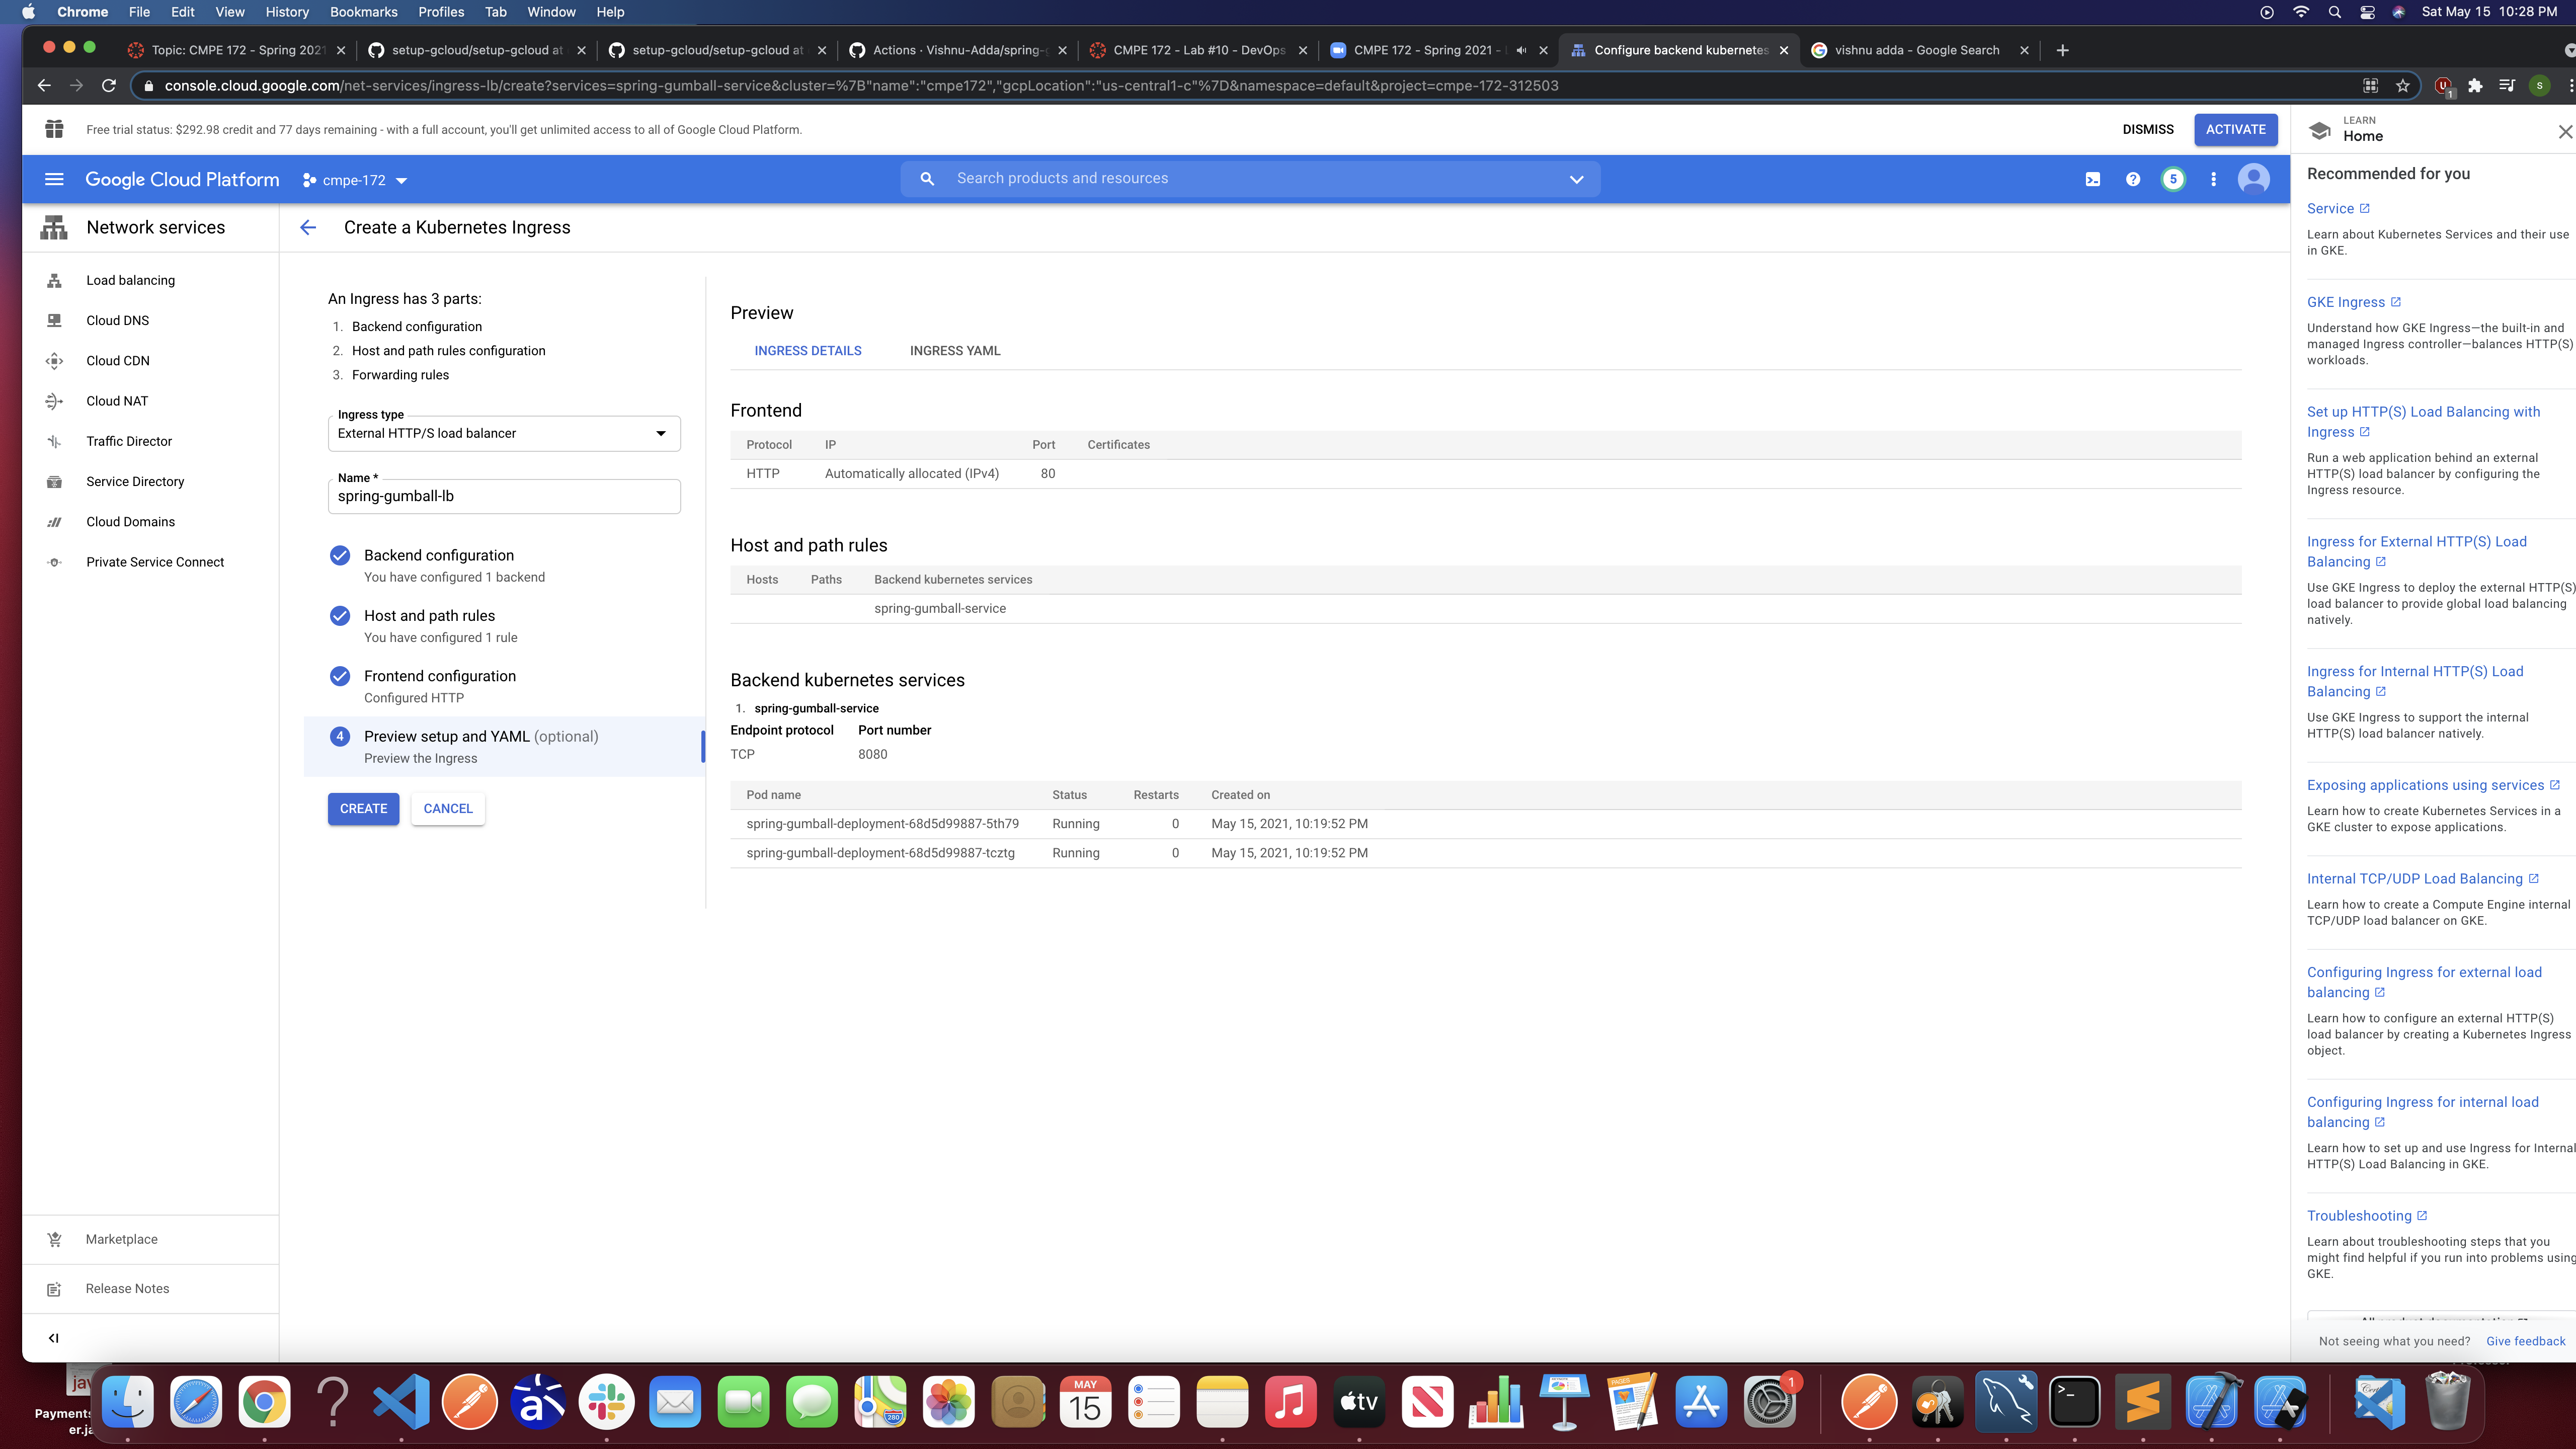 Chrome File Edit View History Bookmarks Profiles Tab Window Help
Sat May 15 10:28 PM
Topic: CMPE 172 - Spring 2021
setup-gcloud/setup-gcloud at
setup-gcloud/setup-gcloud at
Actions · Vishnu-Adda/spring-
CMPE 172 - Lab #10 - DevOps
CMPE 172 - Spring 2021 -
Configure backend kubernetes
vishnu adda - Google Search
console.cloud.google.com/net-services/ingress-lb/create?services=spring-gumball-service&cluster=%7B"name":"cmpe172","gcpLocation":"us-central1-c"%7D&namespace=default&project=cmpe-172-312503
Free trial status: $292.98 credit and 77 days remaining - with a full account, you'll get unlimited access to all of Google Cloud Platform.
DISMISS
ACTIVATE
Google Cloud Platform
cmpe-172
Search products and resources
5
Network services
Load balancing
Cloud DNS
Cloud CDN
Cloud NAT
Traffic Director
Service Directory
Cloud Domains
Private Service Connect
Marketplace
Release Notes
Create a Kubernetes Ingress
An Ingress has 3 parts:
1. Backend configuration
2. Host and path rules configuration
3. Forwarding rules
Ingress type
External HTTP/S load balancer
Name *
spring-gumball-lb
Backend configuration
You have configured 1 backend
Host and path rules
You have configured 1 rule
Frontend configuration
Configured HTTP
4 Preview setup and YAML (optional)
Preview the Ingress
CREATE
CANCEL
Preview
INGRESS DETAILS
INGRESS YAML
Frontend
Protocol IP Port Certificates
HTTP Automatically allocated (IPv4) 80
Host and path rules
Hosts Paths Backend kubernetes services
spring-gumball-service
Backend kubernetes services
1. spring-gumball-service
Endpoint protocol Port number
TCP 8080
Pod name Status Restarts Created on
spring-gumball-deployment-68d5d99887-5th79 Running 0 May 15, 2021, 10:19:52 PM
spring-gumball-deployment-68d5d99887-tcztg Running 0 May 15, 2021, 10:19:52 PM
LEARN
Home
Recommended for you
Service
Learn about Kubernetes Services and their use
in GKE.
GKE Ingress
Understand how GKE Ingress—the built-in and
managed Ingress controller—balances HTTP(S)
workloads.
Set up HTTP(S) Load Balancing with
Ingress
Run a web application behind an external
HTTP(S) load balancer by configuring the
Ingress resource.
Ingress for External HTTP(S) Load
Balancing
Use GKE Ingress to deploy the external HTTP(S)
load balancer to provide global load balancing
natively.
Ingress for Internal HTTP(S) Load
Balancing
Use GKE Ingress to support the internal
HTTP(S) load balancer natively.
Exposing applications using services
Learn how to create Kubernetes Services in a
GKE cluster to expose applications.
Internal TCP/UDP Load Balancing
Learn how to create a Compute Engine internal
TCP/UDP load balancer on GKE.
Configuring Ingress for external load
balancing
Learn how to configure an external HTTP(S)
load balancer by creating a Kubernetes Ingress
object.
Configuring Ingress for internal load
balancing
Learn how to set up and use Ingress for Internal
HTTP(S) Load Balancing in GKE.
Troubleshooting
Learn about troubleshooting steps that you
might find helpful if you run into problems using
GKE.
Not seeing what you need? Give feedback
jav
Payments
er.ja
MAY
15
280
tv
PAGES
1